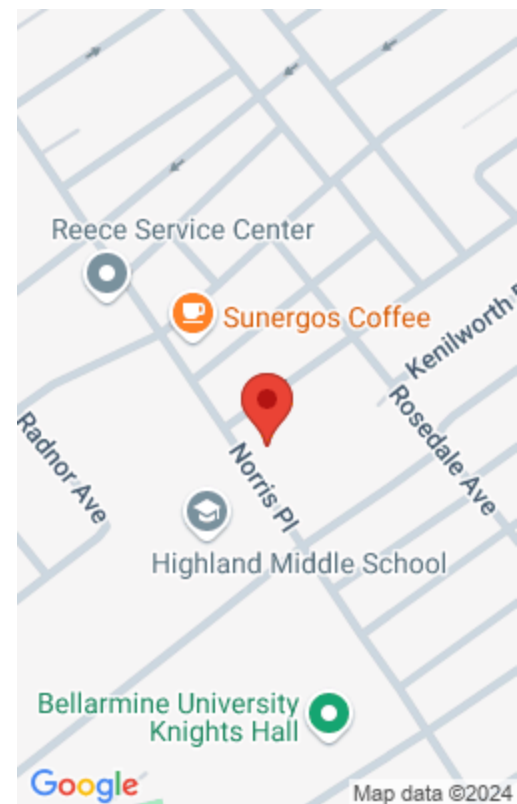 Reece Service Center
Sunergos Coffee
Kenilworth
Rosedale Ave
Radnor Ave
Norris Pl
Highland Middle School
Bellarmine University
Knights Hall
Google
Map data ©2024